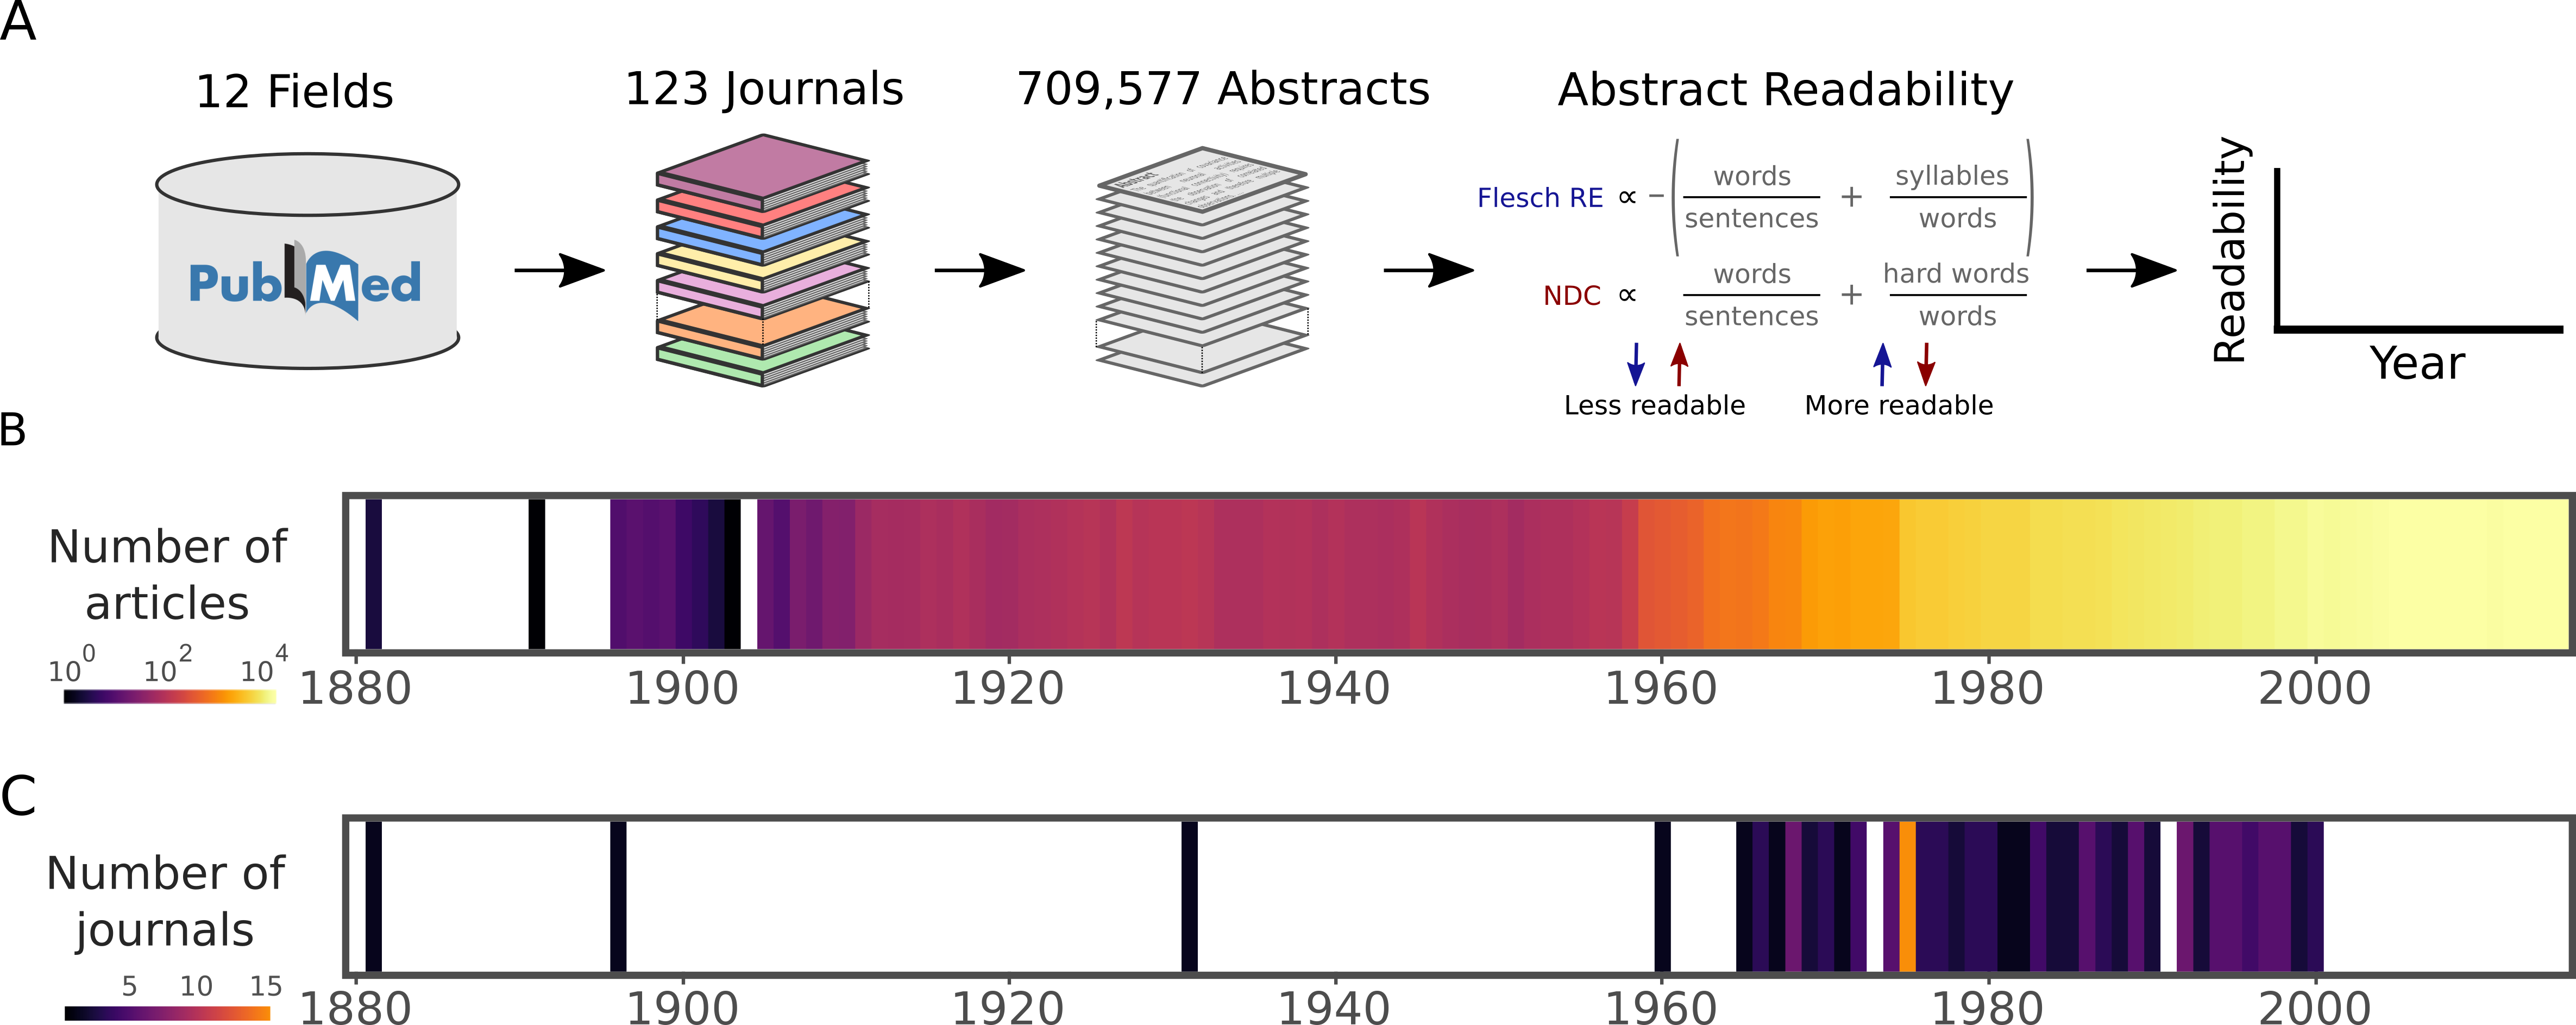 A
12 Fields
123 Journals
709,577 Abstracts
Abstract Readability
PubMed
Abstract
Flesch RE ∝ − ( words / sentences + syllables / words )
NDC ∝ words / sentences + hard words / words
Less readable
More readable
Readability
Year
B
Number of
articles
10^0 10^2 10^4
1880 1900 1920 1940 1960 1980 2000
C
Number of
journals
5 10 15
1880 1900 1920 1940 1960 1980 2000